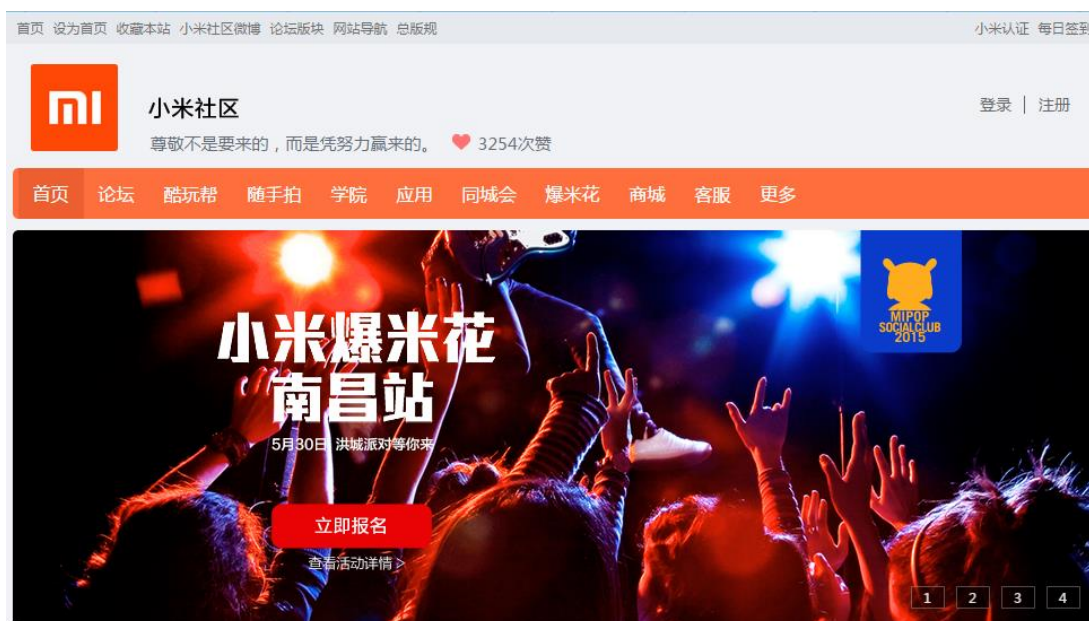 首页 设为首页 收藏本站 小米社区微博 论坛版块 网站导航 总版规 小米认证 每日签到
小米社区
登录 | 注册
尊敬不是要来的，而是凭努力赢来的。 3254次赞
首页 论坛 酷玩帮 随手拍 学院 应用 同城会 爆米花 商城 客服 更多
MIPOP
SOCIALCLUB
2015
小米爆米花
南昌站
5月30日 洪城派对等你来
立即报名
查看活动详情 >
1 2 3 4